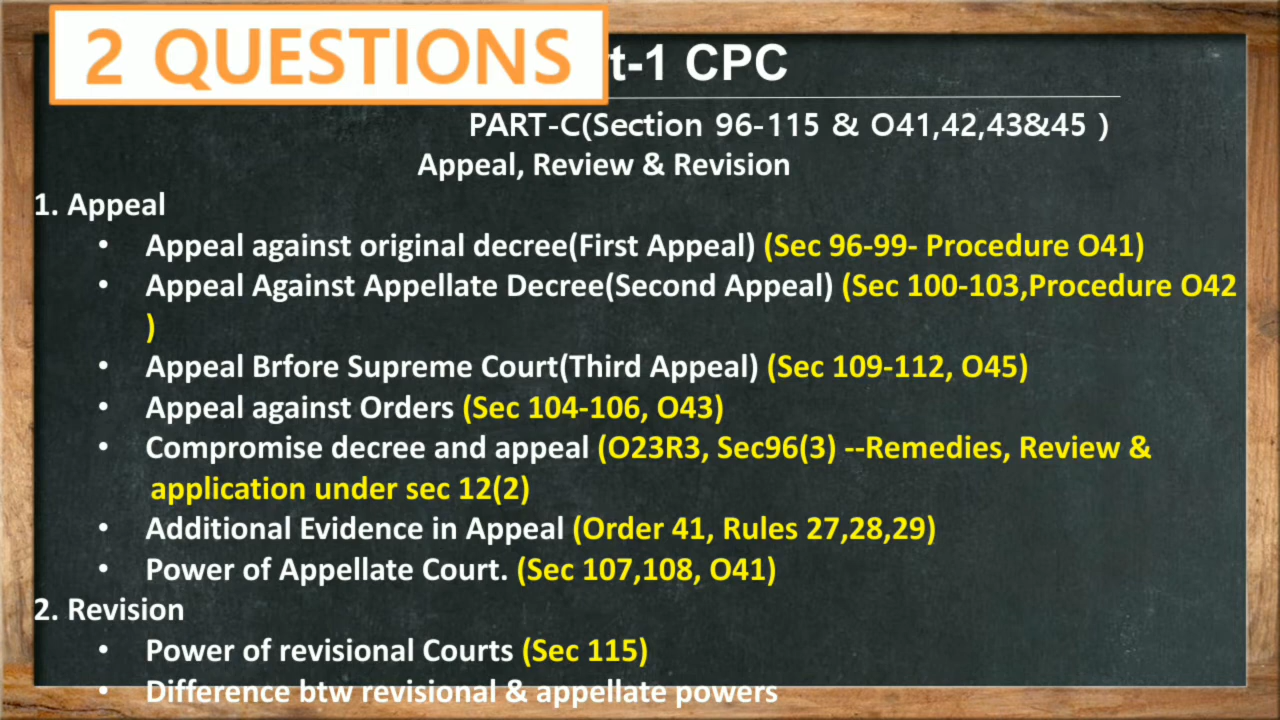 2 QUESTIONS
t-1 CPC
PART-C(Section 96-115 & O41,42,43&45 )
Appeal, Review & Revision
1. Appeal
• Appeal against original decree(First Appeal) (Sec 96-99- Procedure O41)
• Appeal Against Appellate Decree(Second Appeal) (Sec 100-103,Procedure O42
)
• Appeal Brfore Supreme Court(Third Appeal) (Sec 109-112, O45)
• Appeal against Orders (Sec 104-106, O43)
• Compromise decree and appeal (O23R3, Sec96(3) --Remedies, Review &
application under sec 12(2)
• Additional Evidence in Appeal (Order 41, Rules 27,28,29)
• Power of Appellate Court. (Sec 107,108, O41)
2. Revision
• Power of revisional Courts (Sec 115)
• Difference btw revisional & appellate powers